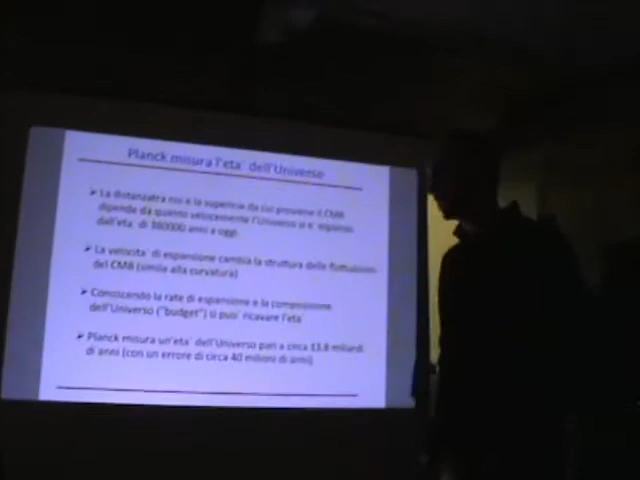 Planck misura l'eta` dell'Universo
➤ La distanzatra noi e la superficie da cui proviene il CMB
dipende da quanto velocemente l'Universo si e` espanso
dall'eta` di 380000 anni a oggi.
➤ La velocita` di espansione cambia la struttura delle fluttuazioni
del CMB (simile alla curvatura)
➤ Conoscendo la rate di espansione e la composizione
dell'Universo ("budget") si puo` ricavare l'eta`
➤ Planck misura un'eta` dell'Universo pari a circa 13.8 miliardi
di anni (con un errore di circa 40 milioni di anni)